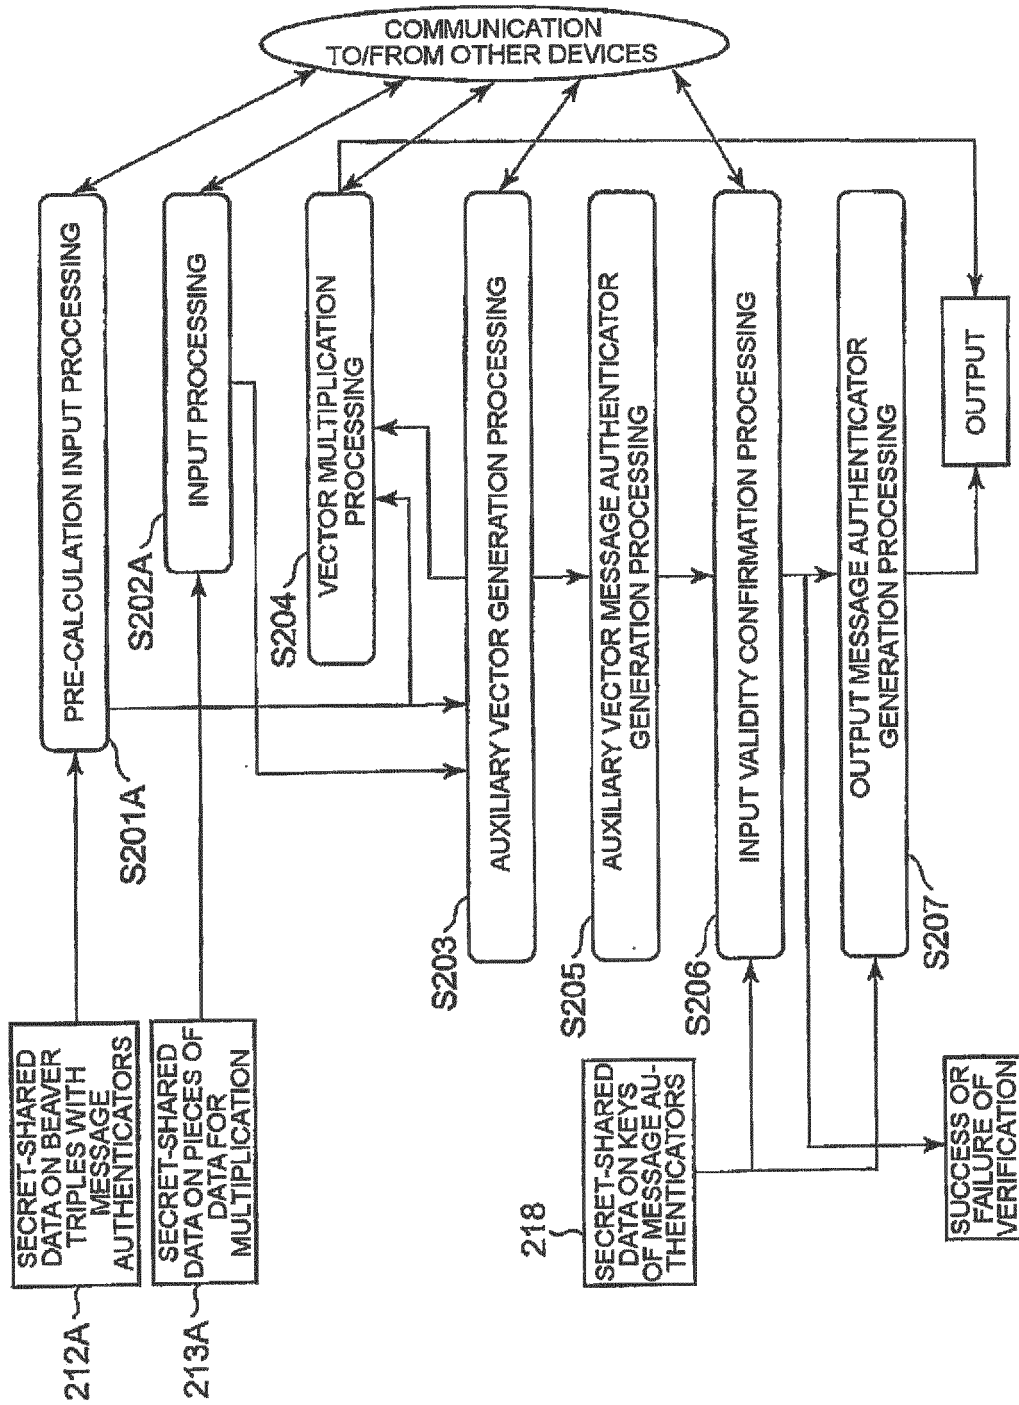 COMMUNICATION
TO/FROM OTHER DEVICES
SECRET-SHARED
DATA ON BEAVER
TRIPLES WITH
MESSAGE
AUTHENTICATORS
212A
PRE-CALCULATION INPUT PROCESSING
S201A
SECRET-SHARED
DATA ON PIECES OF
DATA FOR
MULTIPLICATION
213A
INPUT PROCESSING
S202A
VECTOR MULTIPLICATION
PROCESSING
S204
AUXILIARY VECTOR GENERATION PROCESSING
S203
AUXILIARY VECTOR MESSAGE AUTHENTICATOR
GENERATION PROCESSING
S205
218
SECRET-SHARED
DATA ON KEYS
OF MESSAGE AU-
THENTICATORS
INPUT VALIDITY CONFIRMATION PROCESSING
S206
OUTPUT MESSAGE AUTHENTICATOR
GENERATION PROCESSING
S207
SUCCESS OR
FAILURE OF
VERIFICATION
OUTPUT